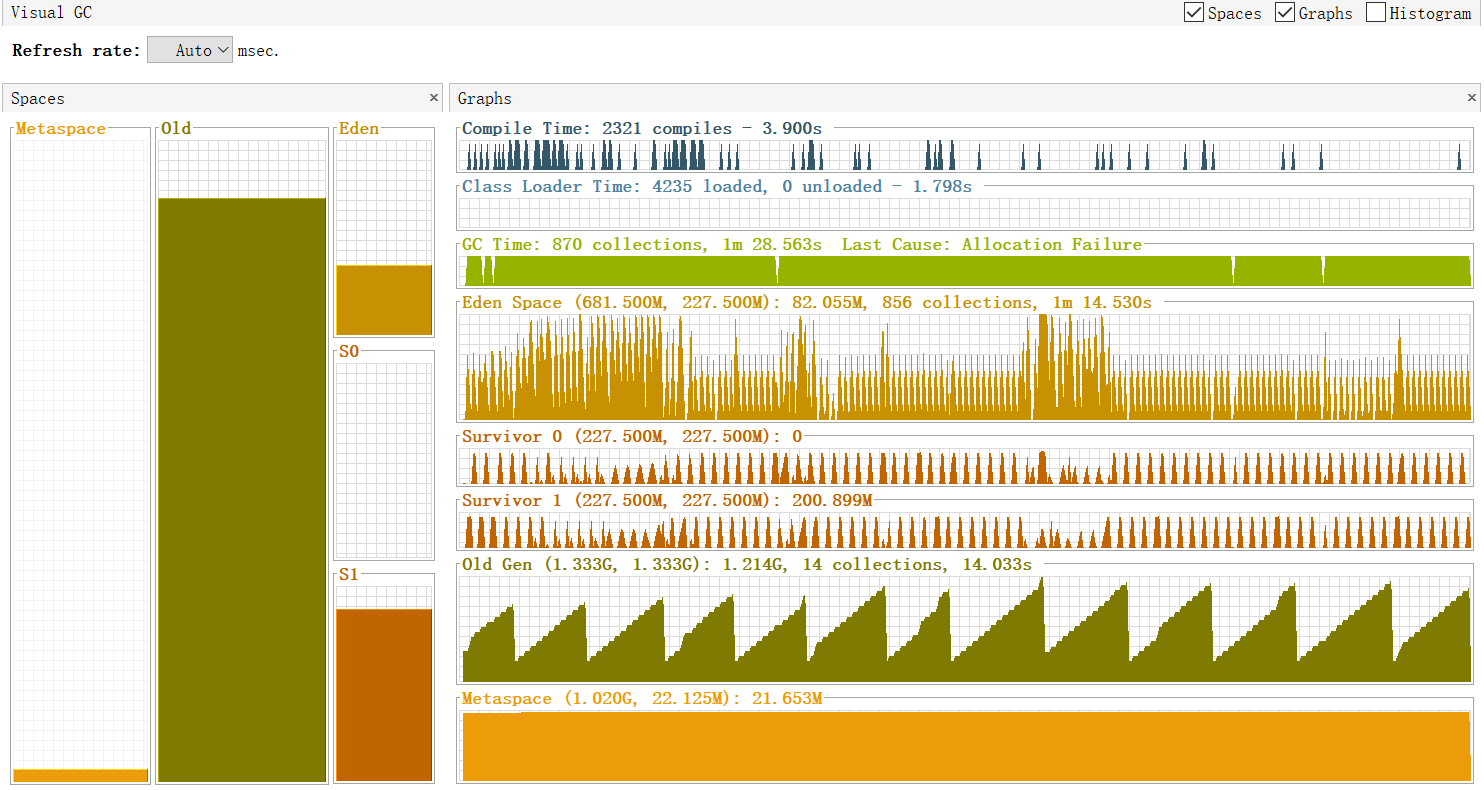 Visual GC
Spaces Graphs Histogram
Refresh rate: Auto msec.
Spaces
Graphs
Metaspace
Old
Eden
S0
S1
Compile Time: 2321 compiles - 3.900s
Class Loader Time: 4235 loaded, 0 unloaded - 1.798s
GC Time: 870 collections, 1m 28.563s Last Cause: Allocation Failure
Eden Space (681.500M, 227.500M): 82.055M, 856 collections, 1m 14.530s
Survivor 0 (227.500M, 227.500M): 0
Survivor 1 (227.500M, 227.500M): 200.899M
Old Gen (1.333G, 1.333G): 1.214G, 14 collections, 14.033s
Metaspace (1.020G, 22.125M): 21.653M